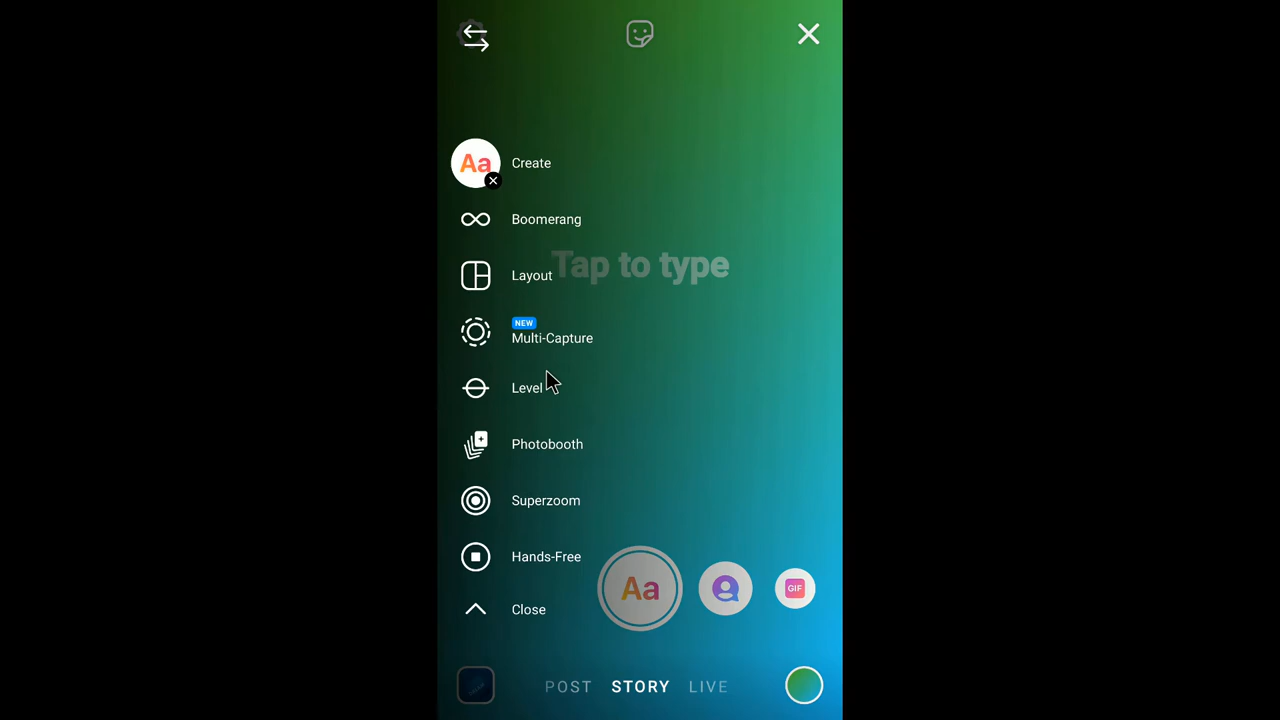 Aa Create
Boomerang
Tap to type
Layout
NEW
Multi-Capture
Level
Photobooth
Superzoom
Hands-Free
Aa
GIF
Close
POST STORY LIVE